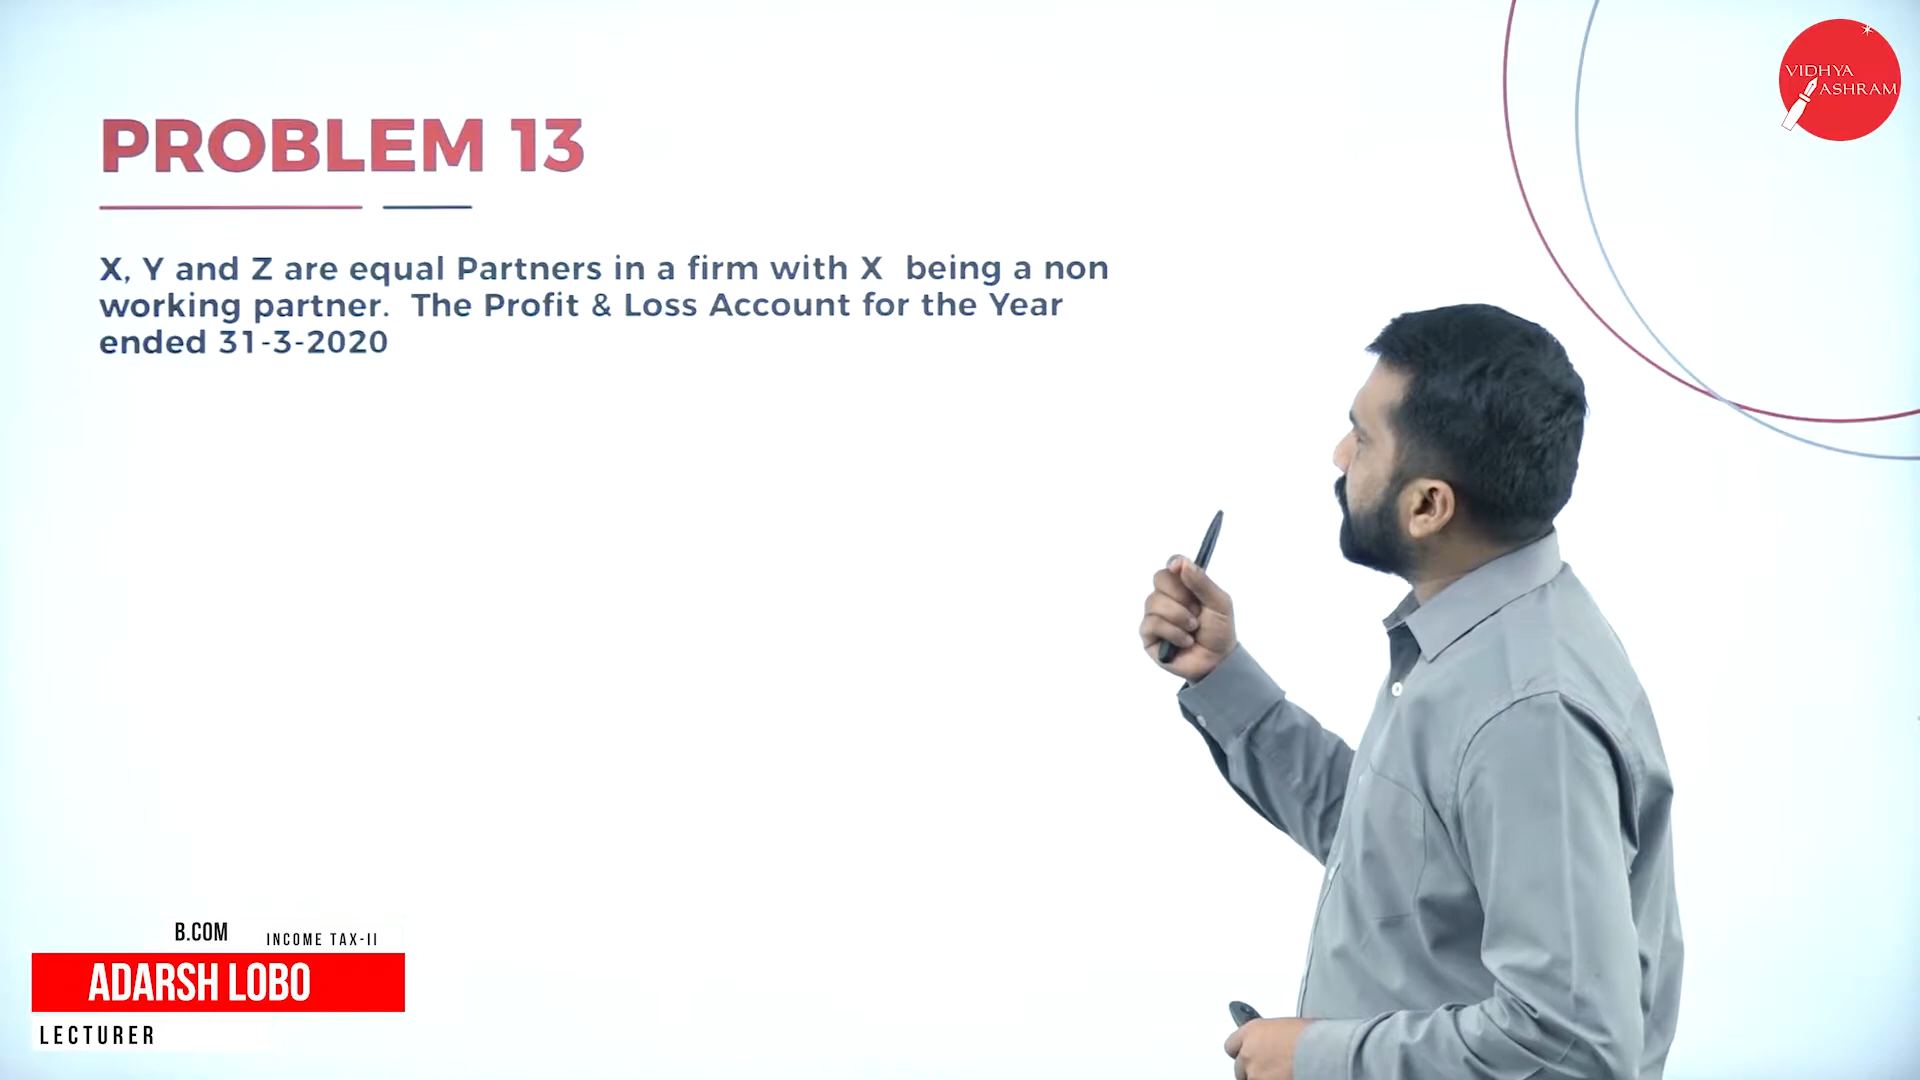 VIDHYA
ASHRAM
PROBLEM 13
X, Y and Z are equal Partners in a firm with X being a non
working partner. The Profit & Loss Account for the Year
ended 31-3-2020
B.COM
INCOME TAX-II
ADARSH LOBO
LECTURER